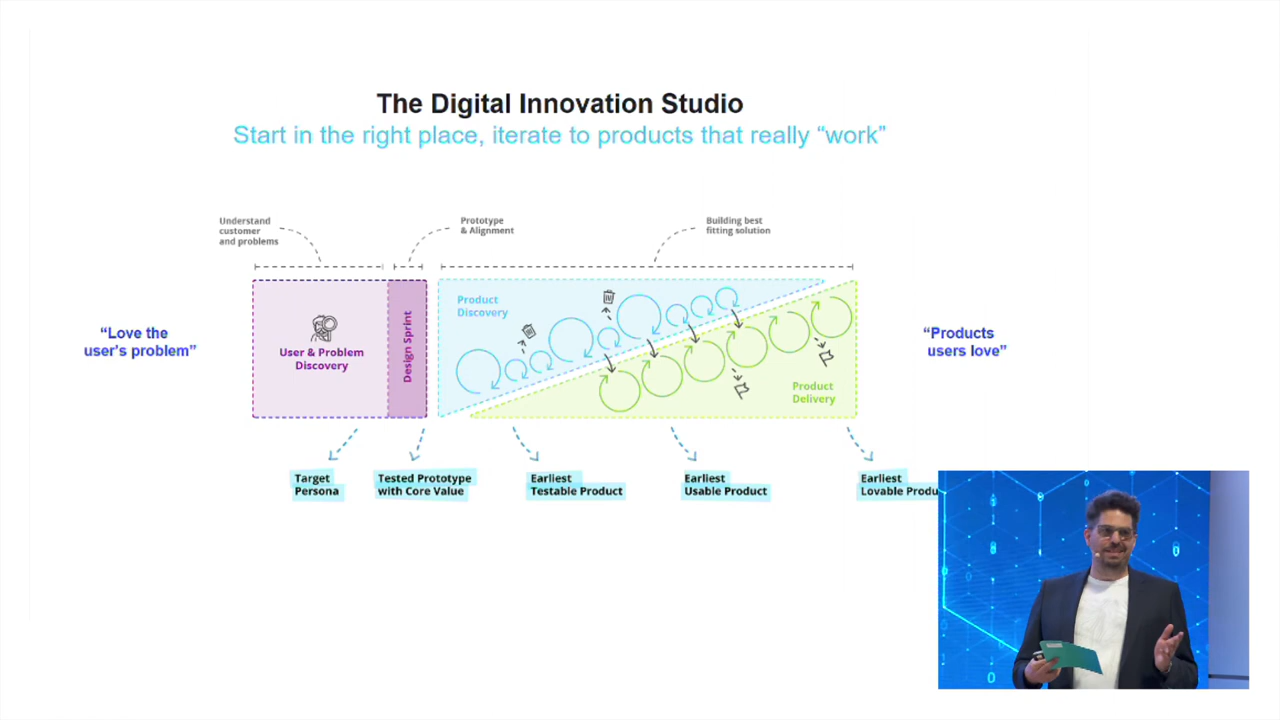 The Digital Innovation Studio
Start in the right place, iterate to products that really “work”
Understand
customer
and problems
Prototype
& Alignment
Building best
fitting solution
“Love the
user’s problem”
User & Problem
Discovery
Design Sprint
Product
Discovery
Product
Delivery
“Products
users love”
Target
Persona
Tested Prototype
with Core Value
Earliest
Testable Product
Earliest
Usable Product
Earliest
Lovable Produ